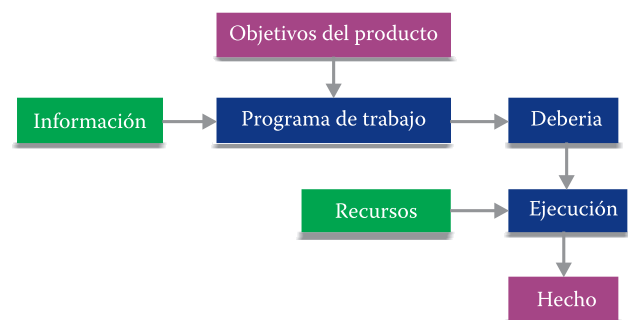 Objetivos del producto
Información
Programa de trabajo
Deberia
Recursos
Ejecución
Hecho